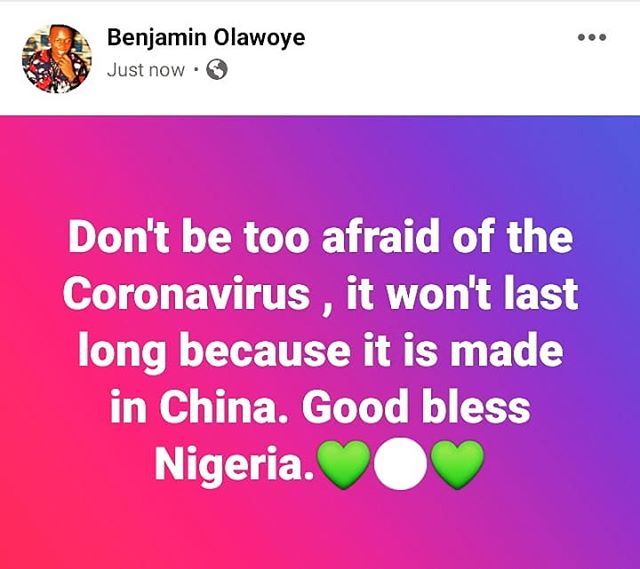 Benjamin Olawoye
Just now ·
Don't be too afraid of the
Coronavirus , it won't last
long because it is made
in China. Good bless
Nigeria.💚⚪💚